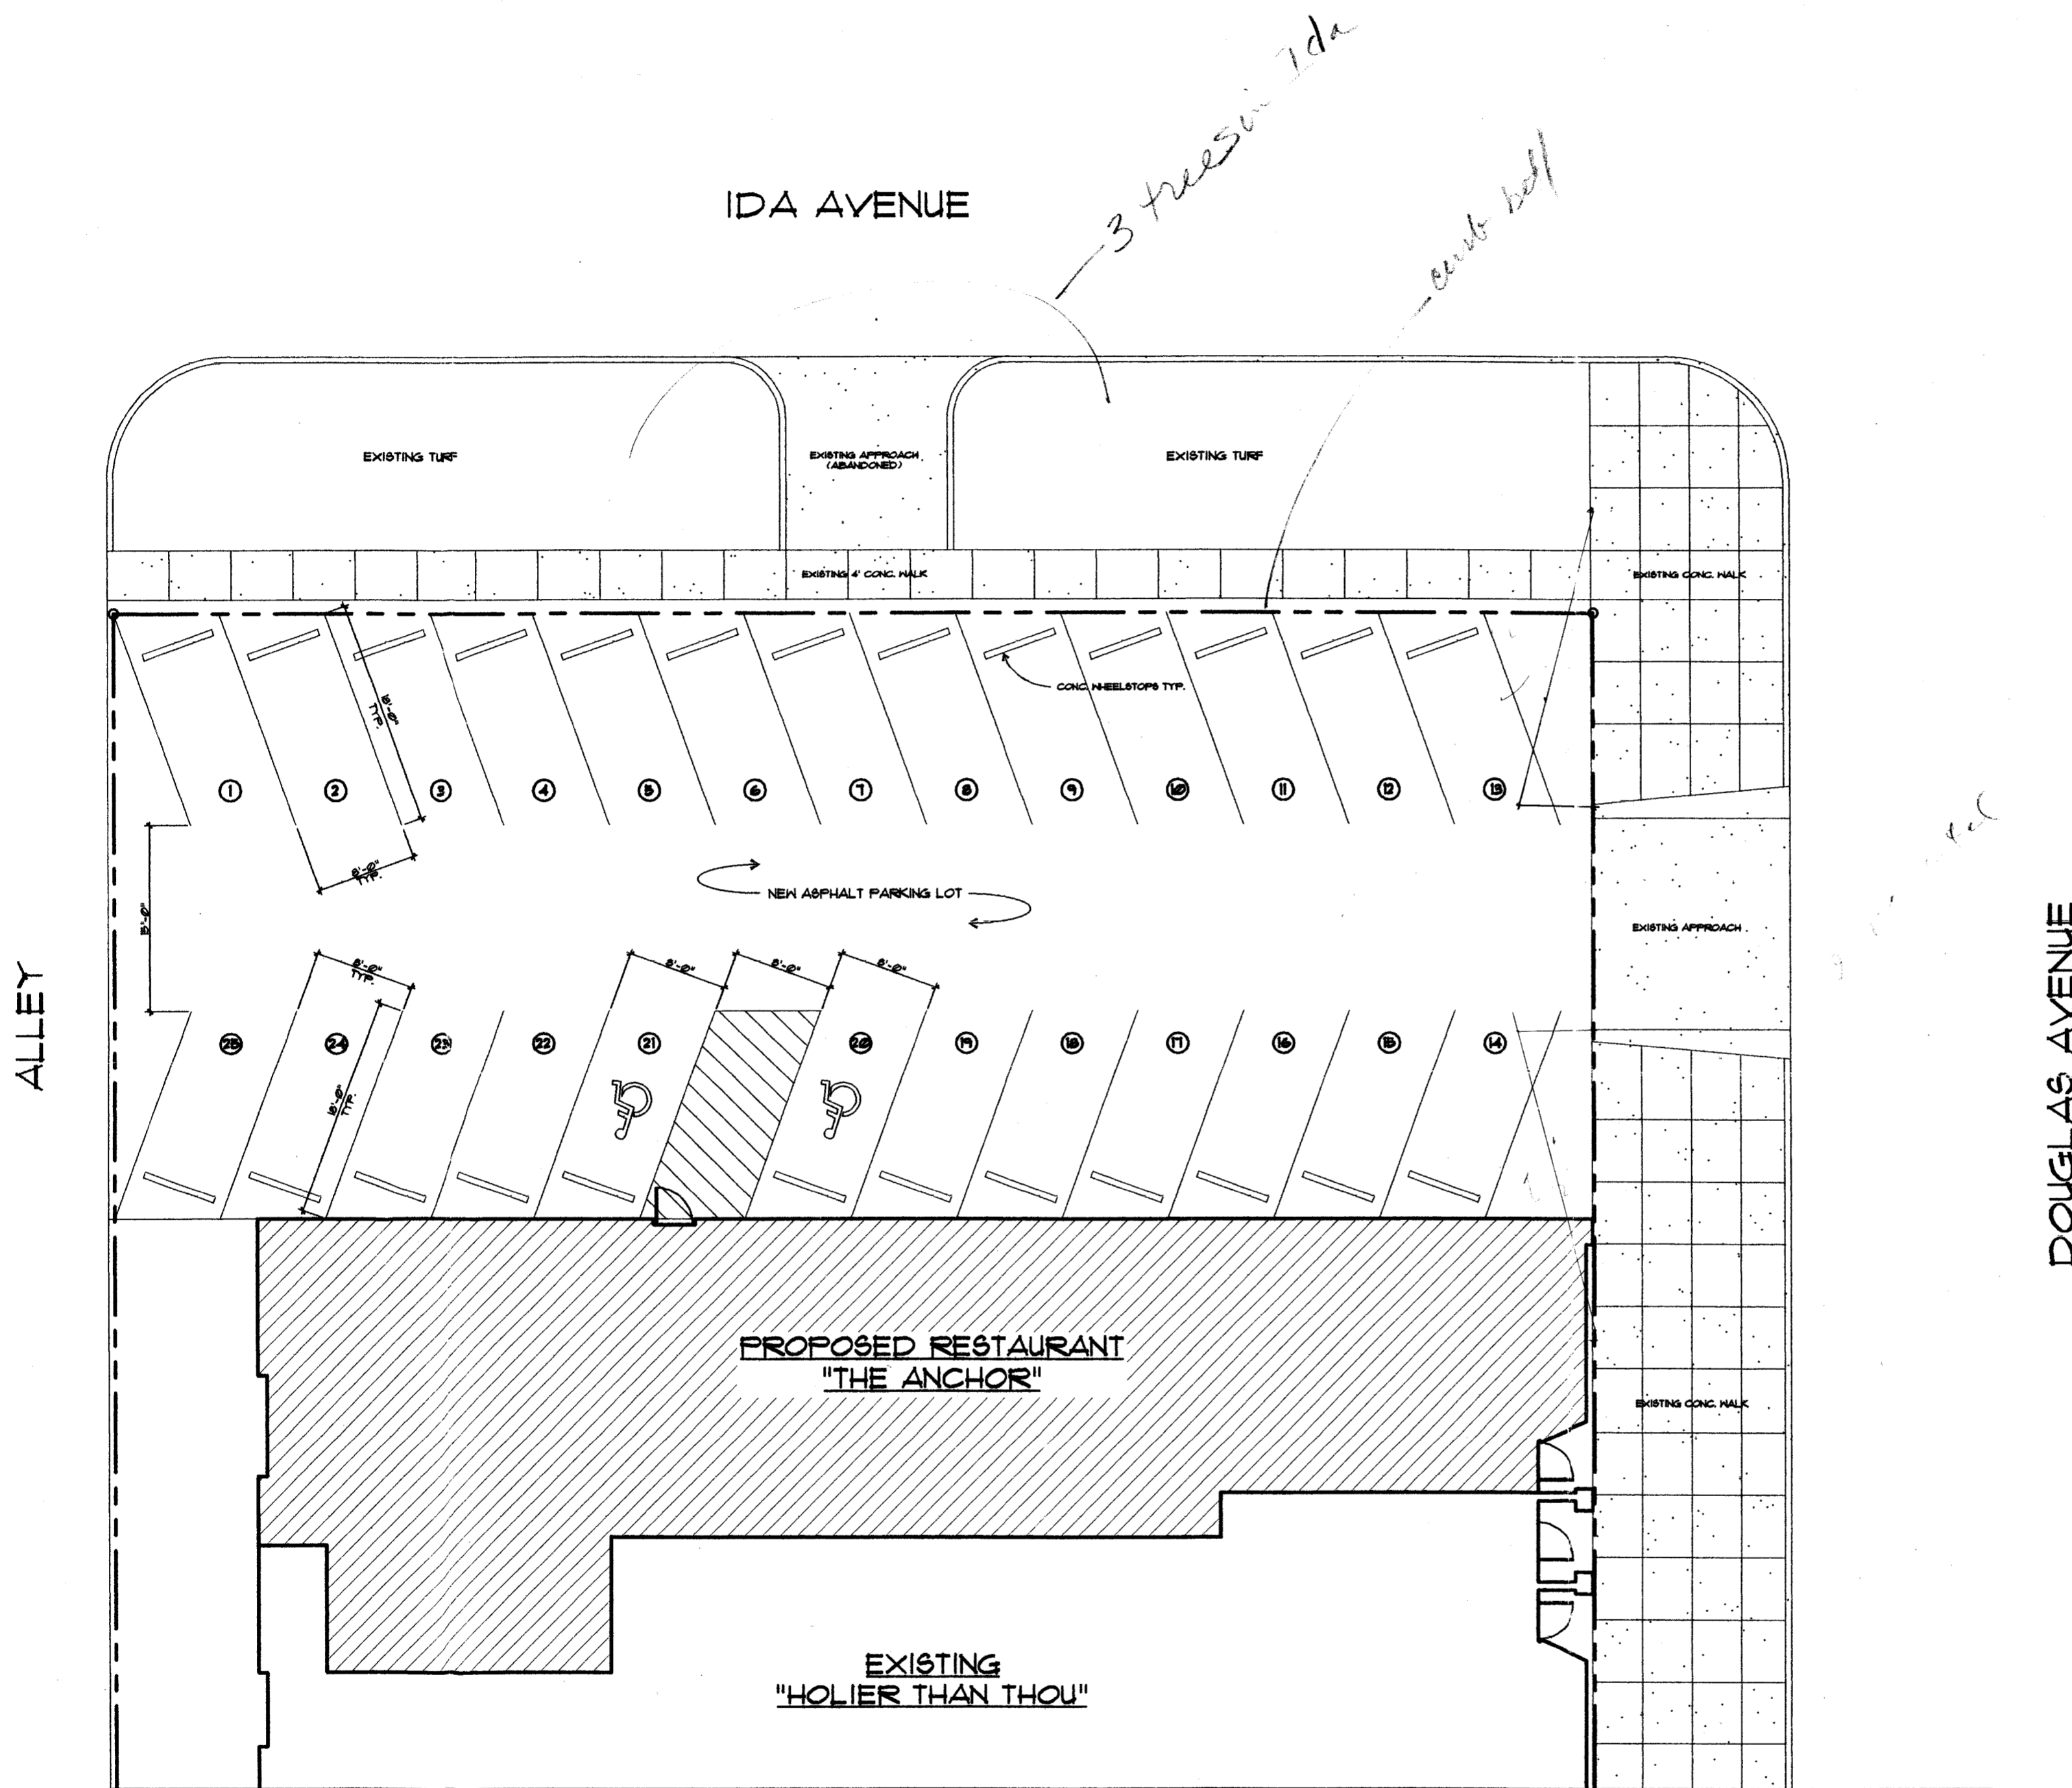 3 trees in Ida
curb
IDA AVENUE
EXISTING TURF
EXISTING APPROACH
(ABANDONED)
EXISTING TURF
EXISTING 4' CONC. WALK
EXISTING CONC. WALK
18'-0"
TYP.
CONC. WHEELSTOPS TYP.
1
2
3
4
5
6
7
8
9
10
11
12
13
8'-0"
TYP.
NEW ASPHALT PARKING LOT
EXISTING APPROACH
ALLEY
DOUGLAS AVENUE
8'-0"
TYP.
8'-0"
8'-0"
8'-0"
25
24
23
22
21
20
19
18
17
16
15
14
18'-0"
TYP.
PROPOSED RESTAURANT
"THE ANCHOR"
EXISTING CONC. WALK
EXISTING
"HOLIER THAN THOU"